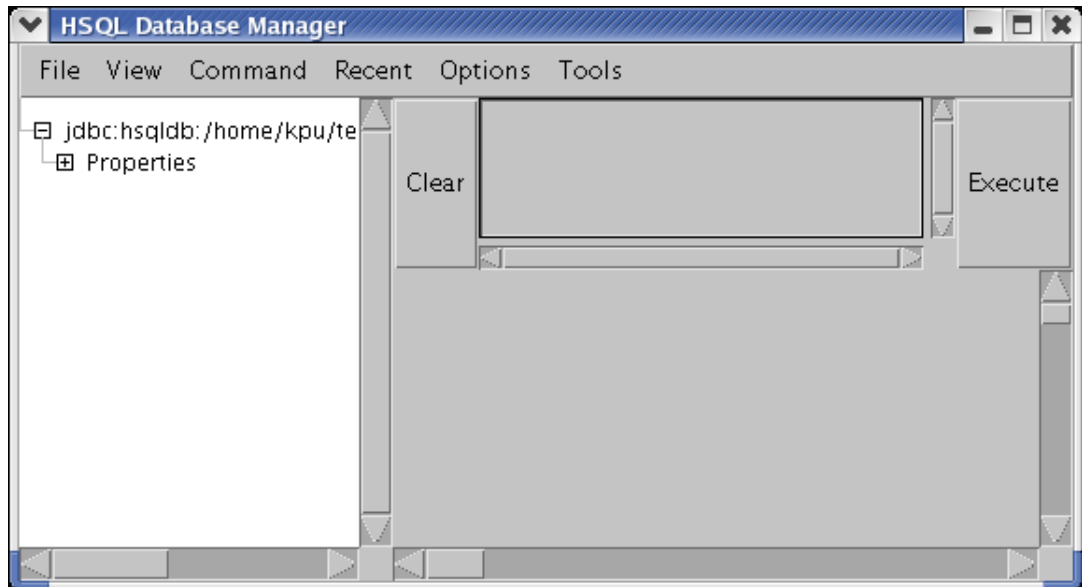 HSQL Database Manager
File View Command Recent Options Tools
jdbc:hsqldb:/home/kpu/te
Properties
Clear
Execute